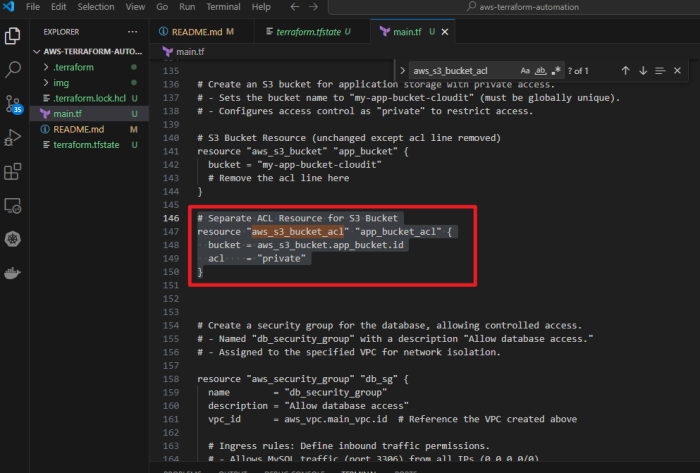 File Edit Selection View Go Run Terminal Help
aws-terraform-automation
EXPLORER
README.md M
terraform.tfstate U
main.tf U
AWS-TERRAFORM-AUTO...
.terraform
img
.terraform.lock.hcl U
main.tf U
README.md M
terraform.tfstate U
35
main.tf
aws_s3_bucket_acl
Aa ab .* ? of 1
135
136 # Create an S3 bucket for application storage with private access.
137 # - Sets the bucket name to "my-app-bucket-cloudit" (must be globally unique).
138 # - Configures access control as "private" to restrict access.
139
140 # S3 Bucket Resource (unchanged except acl line removed)
141 resource "aws_s3_bucket" "app_bucket" {
142 bucket = "my-app-bucket-cloudit"
143 # Remove the acl line here
144 }
145
146 # Separate ACL Resource for S3 Bucket
147 resource "aws_s3_bucket_acl" "app_bucket_acl" {
148 bucket = aws_s3_bucket.app_bucket.id
149 acl = "private"
150 }
151
152
153
154 # Create a security group for the database, allowing controlled access.
155 # - Named "db_security_group" with a description "Allow database access."
156 # - Assigned to the specified VPC for network isolation.
157
158 resource "aws_security_group" "db_sg" {
159 name = "db_security_group"
160 description = "Allow database access"
161 vpc_id = aws_vpc.main_vpc.id # Reference the VPC created above
162
163 # Ingress rules: Define inbound traffic permissions.
164 # - Allows MySQL traffic (port 3306) from all IPs (0.0.0.0/0)
PROBLEMS OUTPUT DEBUG CONSOLE TERMINAL PORTS